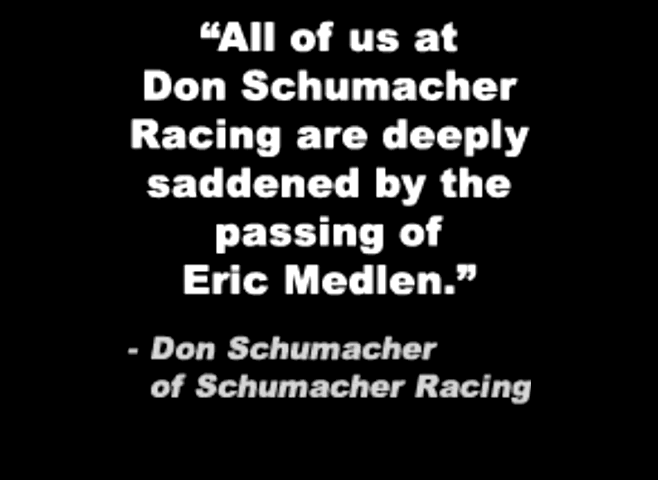 “All of us at
Don Schumacher
Racing are deeply
saddened by the
passing of
Eric Medlen.”
- Don Schumacher
of Schumacher Racing